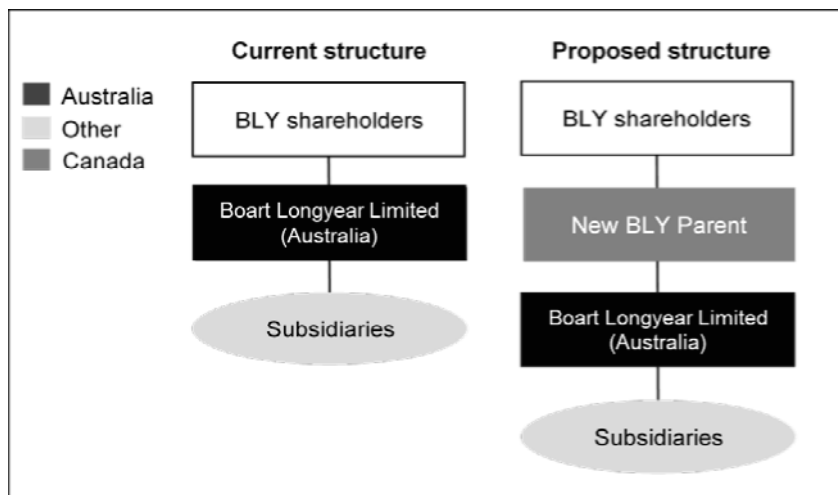 Current structure
Proposed structure
Australia
Other
Canada
BLY shareholders
Boart Longyear Limited
(Australia)
Subsidiaries
BLY shareholders
New BLY Parent
Boart Longyear Limited
(Australia)
Subsidiaries